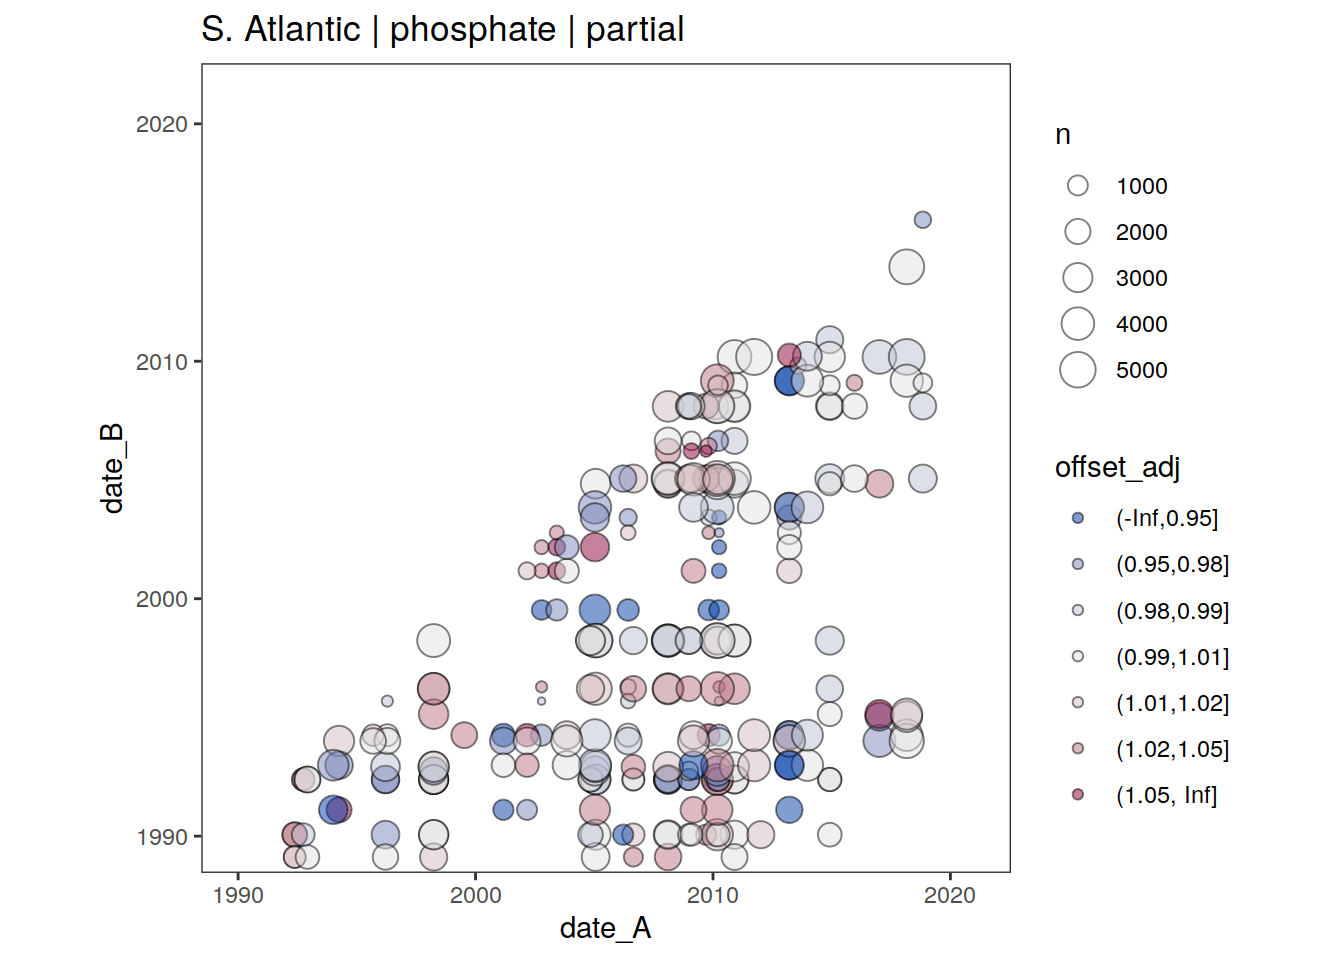 S. Atlantic | phosphate | partial
2020
2010
2000
1990
1990
2000
2010
2020
date_A
date_B
n
1000
2000
3000
4000
5000
offset_adj
(-Inf,0.95]
(0.95,0.98]
(0.98,0.99]
(0.99,1.01]
(1.01,1.02]
(1.02,1.05]
(1.05, Inf]